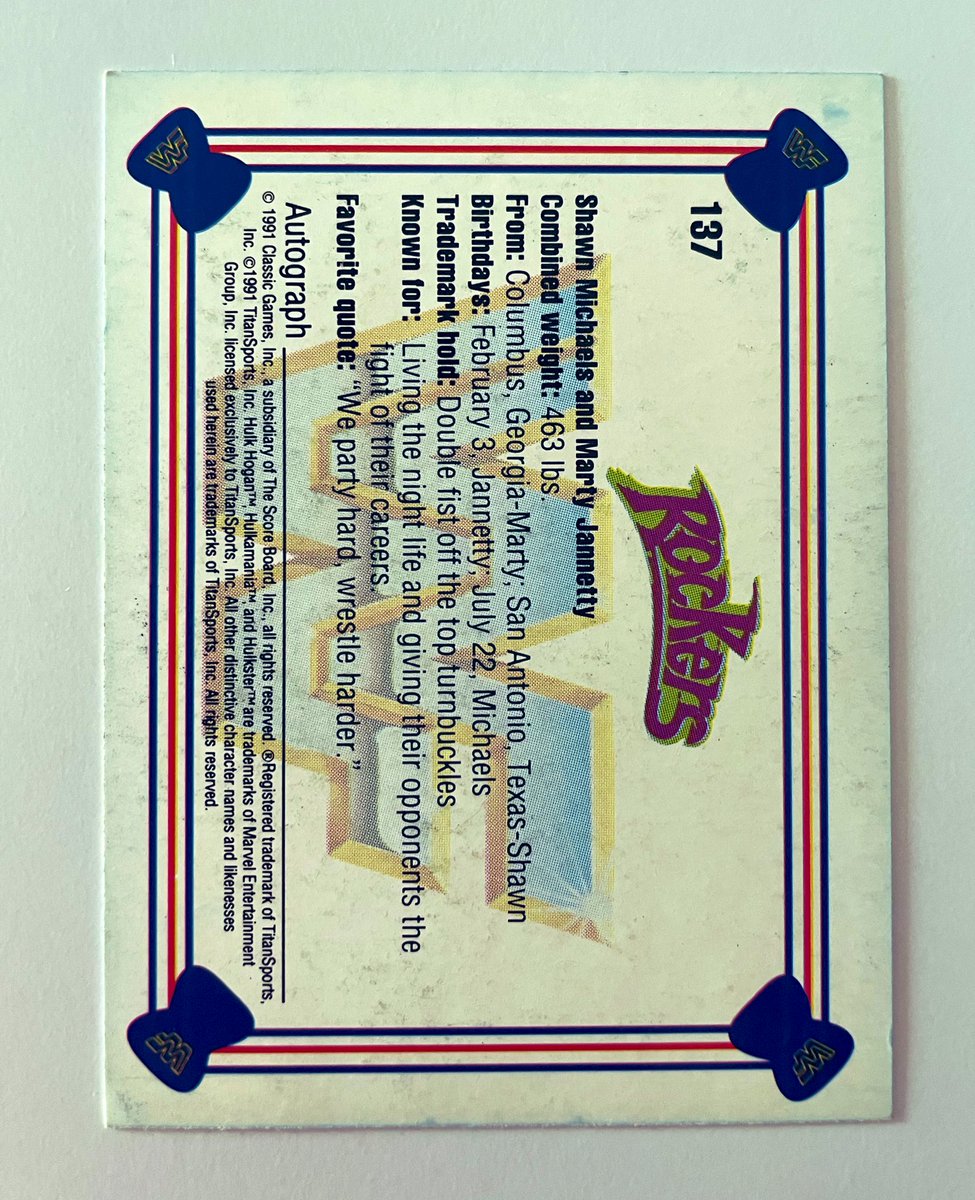 137
Rockers
Shawn Michaels and Marty Jannetty
Combined weight: 463 lbs.
From: Columbus, Georgia-Marty; San Antonio, Texas-Shawn
Birthdays: February 3, Jannetty; July 22, Michaels
Trademark hold: Double fist off the top turnbuckles
Known for: Living the night life and giving their opponents the
fight of their careers.
Favorite quote: “We party hard, wrestle harder.”
Autograph
© 1991 Classic Games, Inc., a subsidiary of The Score Board, Inc., all rights reserved. ®Registered trademark of TitanSports,
Inc. ©1991 TitanSports, Inc. Hulk Hogan™ Hulkamania™ and Hulkster™ are trademarks of Marvel Entertainment
Group, Inc. licensed exclusively to TitanSports, Inc. All other distinctive character names and likenesses
used herein are trademarks of TitanSports, Inc. All rights reserved.